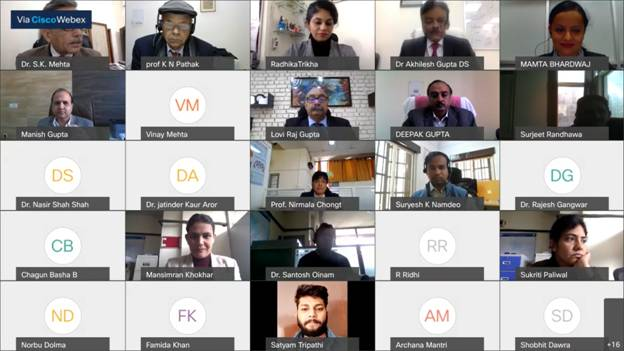 Via CiscoWebex
Dr. S.K. Mehta
prof K N Pathak
RadhikaTrikha
Dr Akhilesh Gupta DS
MAMTA BHARDWAJ
Manish Gupta
VM
Vinay Mehta
Lovi Raj Gupta
DEEPAK GUPTA
Surjeet Randhawa
DS
Dr. Nasir Shah Shah
DA
Dr. jatinder Kaur Aror
Prof. Nirmala Chongt
Suryesh K Namdeo
DG
Dr. Rajesh Gangwar
CB
Chagun Basha B
Mansimran Khokhar
Dr. Santosh Oinam
RR
R Ridhi
Sukriti Paliwal
ND
Norbu Dolma
FK
Famida Khan
Satyam Tripathi
AM
Archana Mantri
SD
Shobhit Dawra
+16